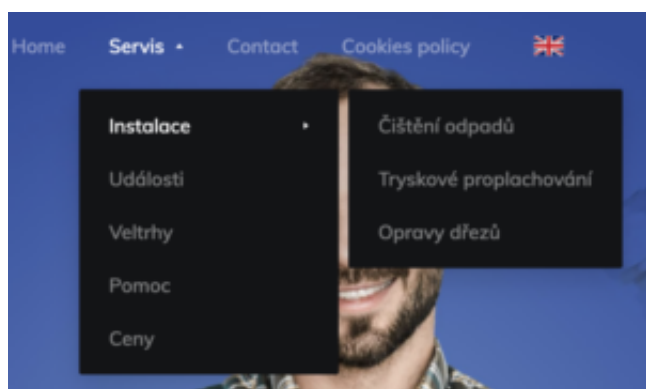 Home Servis Contact Cookies policy
Instalace
Události
Veltrhy
Pomoc
Ceny
Čištění odpadů
Tryskové proplachování
Opravy dřezů